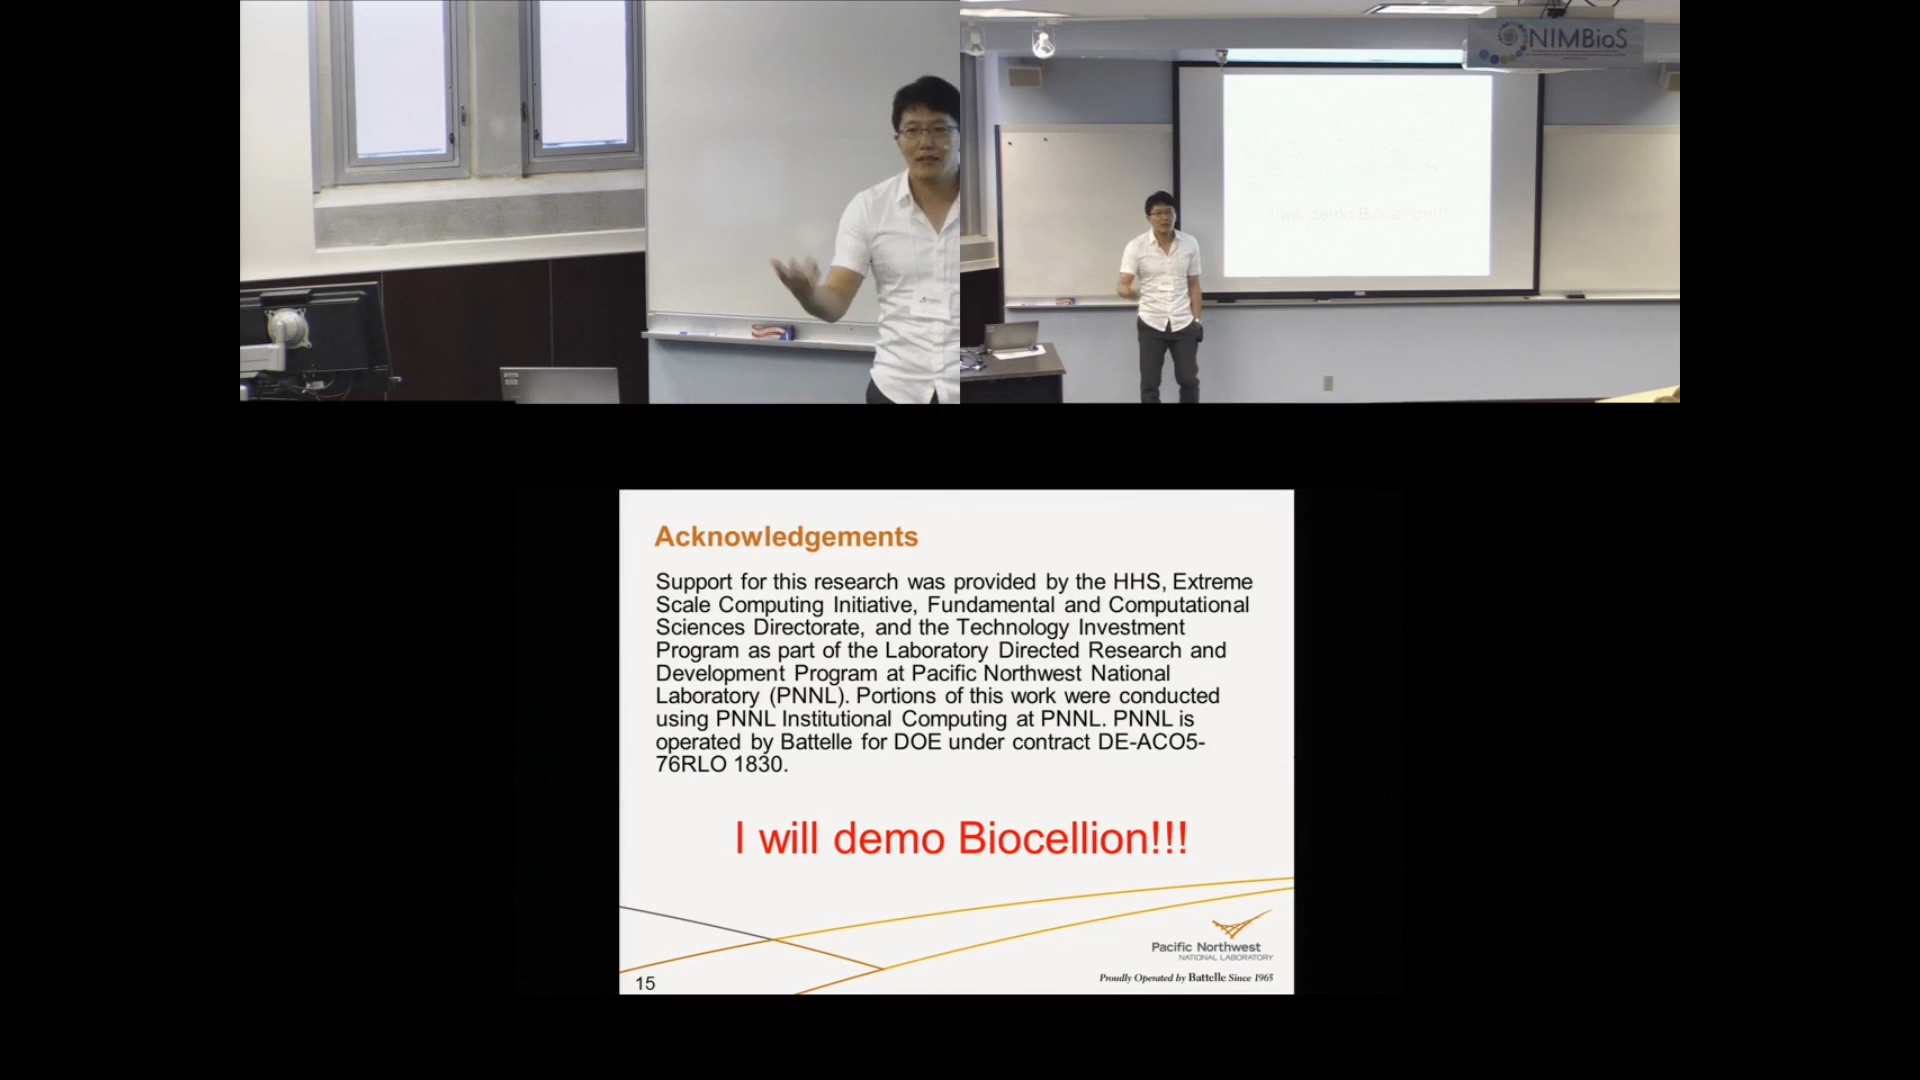 NIMBioS
I will demo Biocellion!!!
Acknowledgements
Support for this research was provided by the HHS, Extreme
Scale Computing Initiative, Fundamental and Computational
Sciences Directorate, and the Technology Investment
Program as part of the Laboratory Directed Research and
Development Program at Pacific Northwest National
Laboratory (PNNL). Portions of this work were conducted
using PNNL Institutional Computing at PNNL. PNNL is
operated by Battelle for DOE under contract DE-ACO5-
76RLO 1830.
I will demo Biocellion!!!
Pacific Northwest
NATIONAL LABORATORY
Proudly Operated by Battelle Since 1965
15